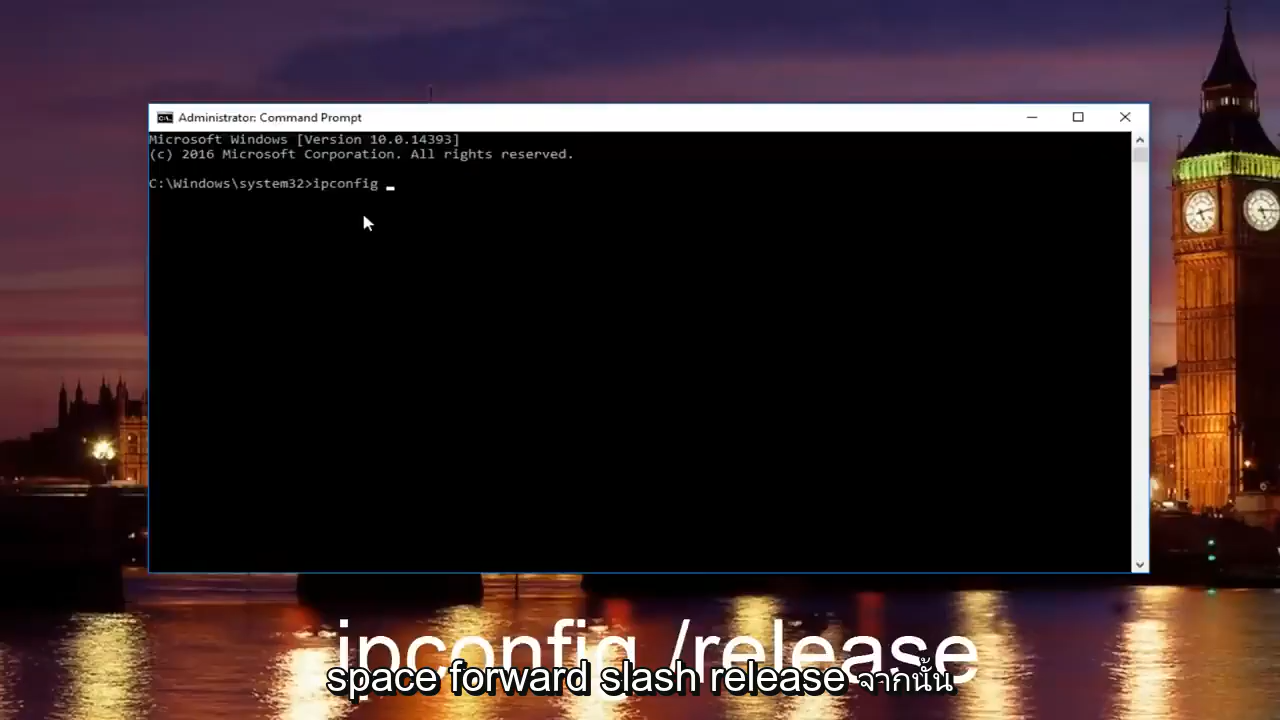 Administrator: Command Prompt
Microsoft Windows [Version 10.0.14393]
(c) 2016 Microsoft Corporation. All rights reserved.
C:\Windows\system32>ipconfig _
ipconfig /release
space forward slash release จากนั้น